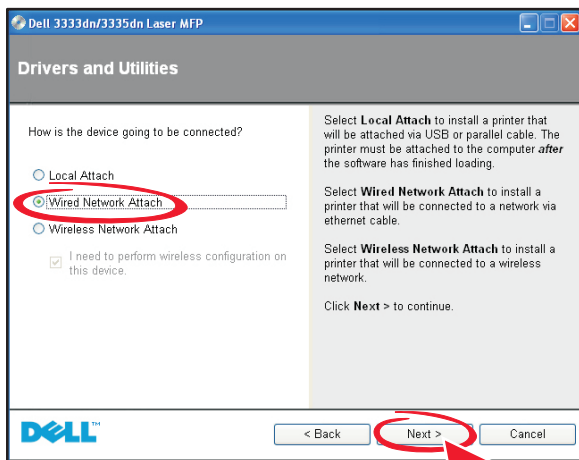 Dell 3333dn/3335dn Laser MFP
Drivers and Utilities
How is the device going to be connected?
Local Attach
Wired Network Attach
Wireless Network Attach
I need to perform wireless configuration on
this device.
Select Local Attach to install a printer that
will be attached via USB or parallel cable. The
printer must be attached to the computer after
the software has finished loading.
Select Wired Network Attach to install a
printer that will be connected to a network via
ethernet cable.
Select Wireless Network Attach to install a
printer that will be connected to a wireless
network.
Click Next > to continue.
DELL™
< Back
Next >
Cancel